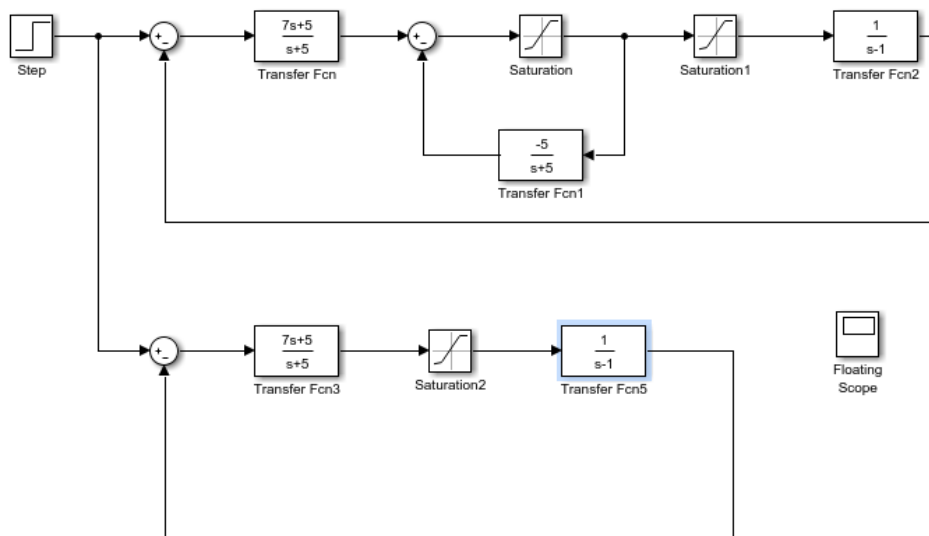 7s+5
s+5
1
s-1
Step
Transfer Fcn
Saturation
Saturation1
Transfer Fcn2
-5
s+5
Transfer Fcn1
7s+5
s+5
1
s-1
Transfer Fcn3
Saturation2
Transfer Fcn5
Floating
Scope